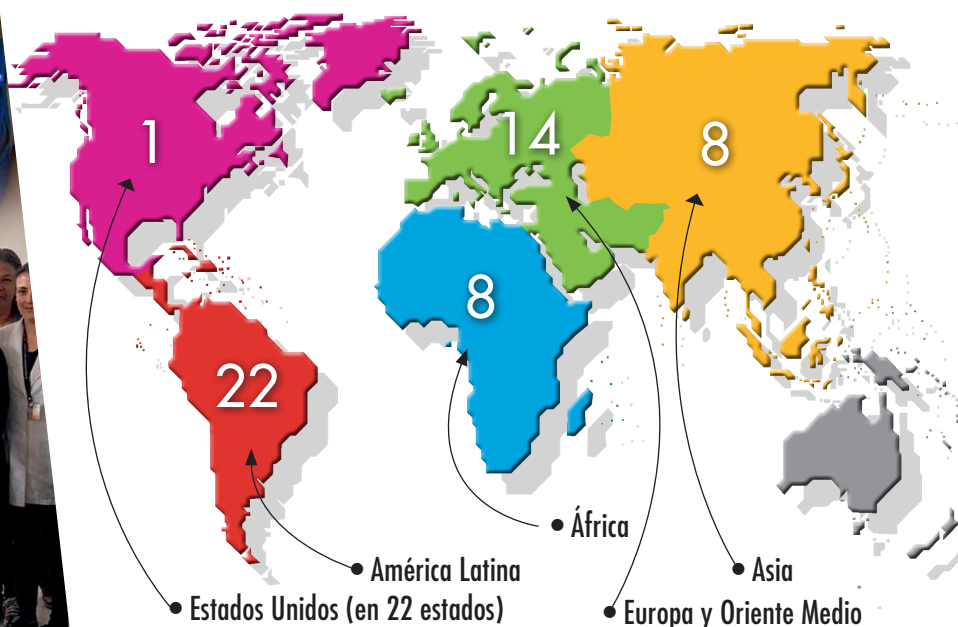 1
14
8
8
22
África
América Latina
Asia
Estados Unidos (en 22 estados)
Europa y Oriente Medio